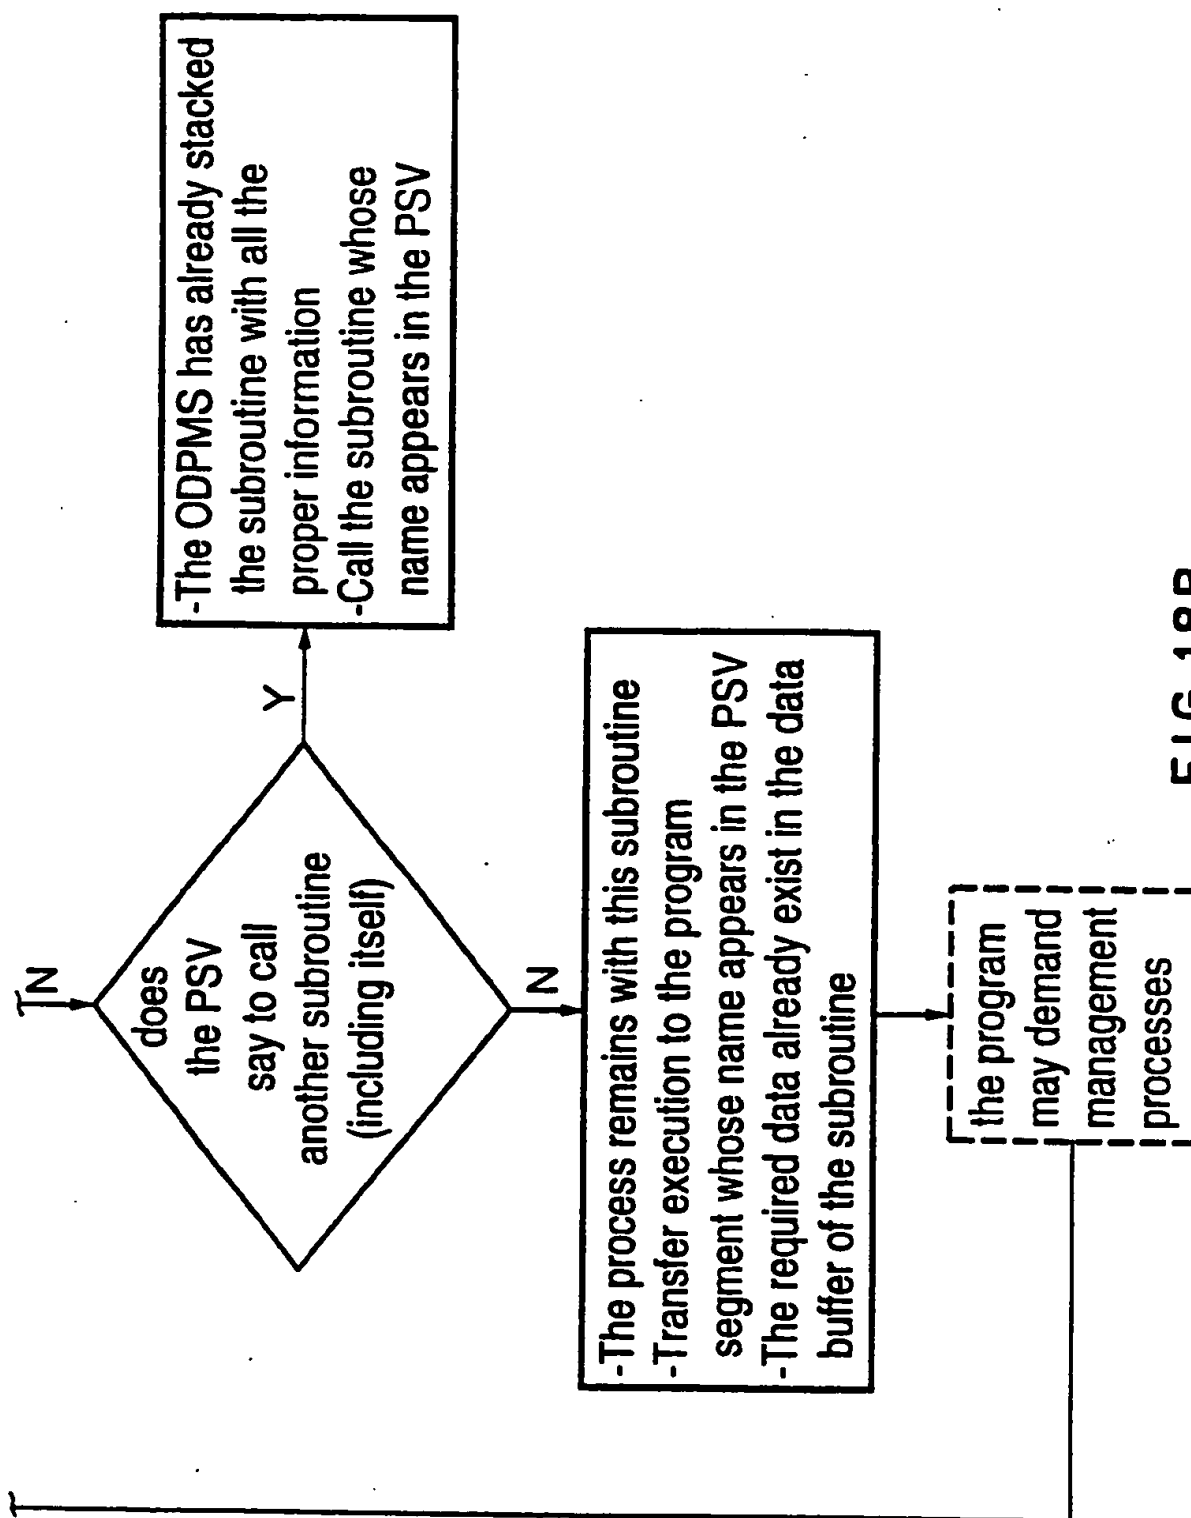 N
does
the PSV
say to call
another subroutine
(including itself)
Y
-The ODPMS has already stacked
the subroutine with all the
proper information
-Call the subroutine whose
name appears in the PSV
N
-The process remains with this subroutine
-Transfer execution to the program
segment whose name appears in the PSV
-The required data already exist in the data
buffer of the subroutine
the program
may demand
management
processes